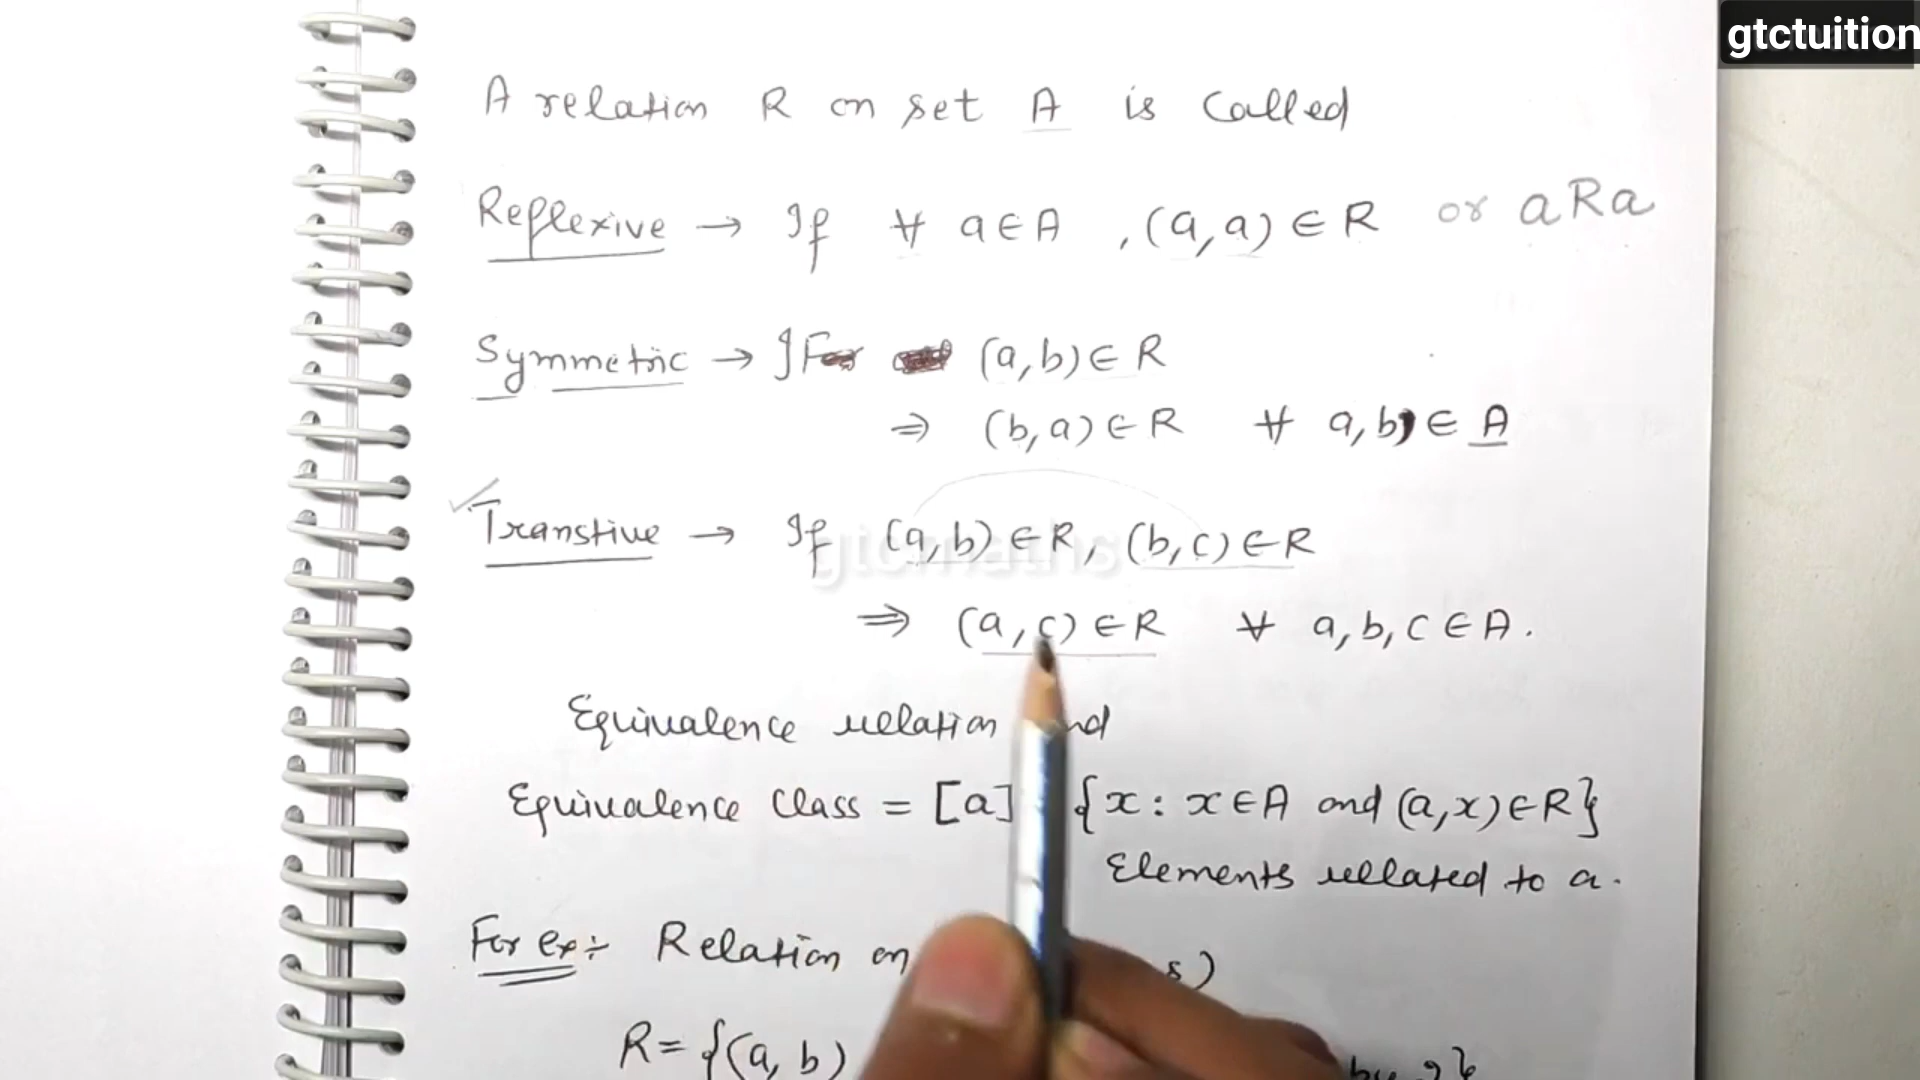 gtctuition
A relation R on set A is called
Reflexive → If ∀ a∈A , (a,a) ∈ R or aRa
Symmetric → If (a,b) ∈ R
⇒ (b,a) ∈ R ∀ a,b ∈ A
Transtive → If (a,b) ∈ R, (b,c) ∈ R
gtcmaths
⇒ (a,c) ∈ R ∀ a,b,c ∈ A.
Equivalence relation
Equivalence Class = [a] {x : x∈A and (a,x) ∈ R}
Elements related to a.
For ex:- Relation on
R = {(a, b)